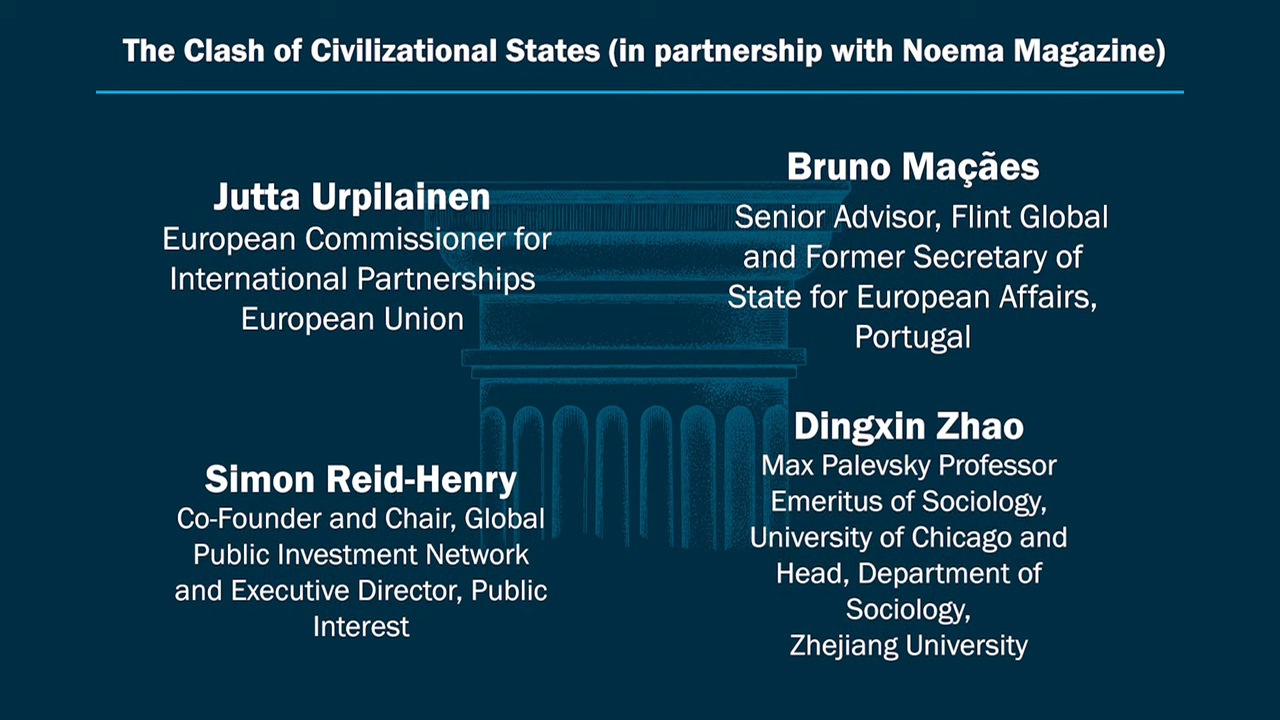 The Clash of Civilizational States (in partnership with Noema Magazine)
Jutta Urpilainen
European Commissioner for
International Partnerships
European Union
Bruno Maçães
Senior Advisor, Flint Global
and Former Secretary of
State for European Affairs,
Portugal
Simon Reid-Henry
Co-Founder and Chair, Global
Public Investment Network
and Executive Director, Public
Interest
Dingxin Zhao
Max Palevsky Professor
Emeritus of Sociology,
University of Chicago and
Head, Department of
Sociology,
Zhejiang University